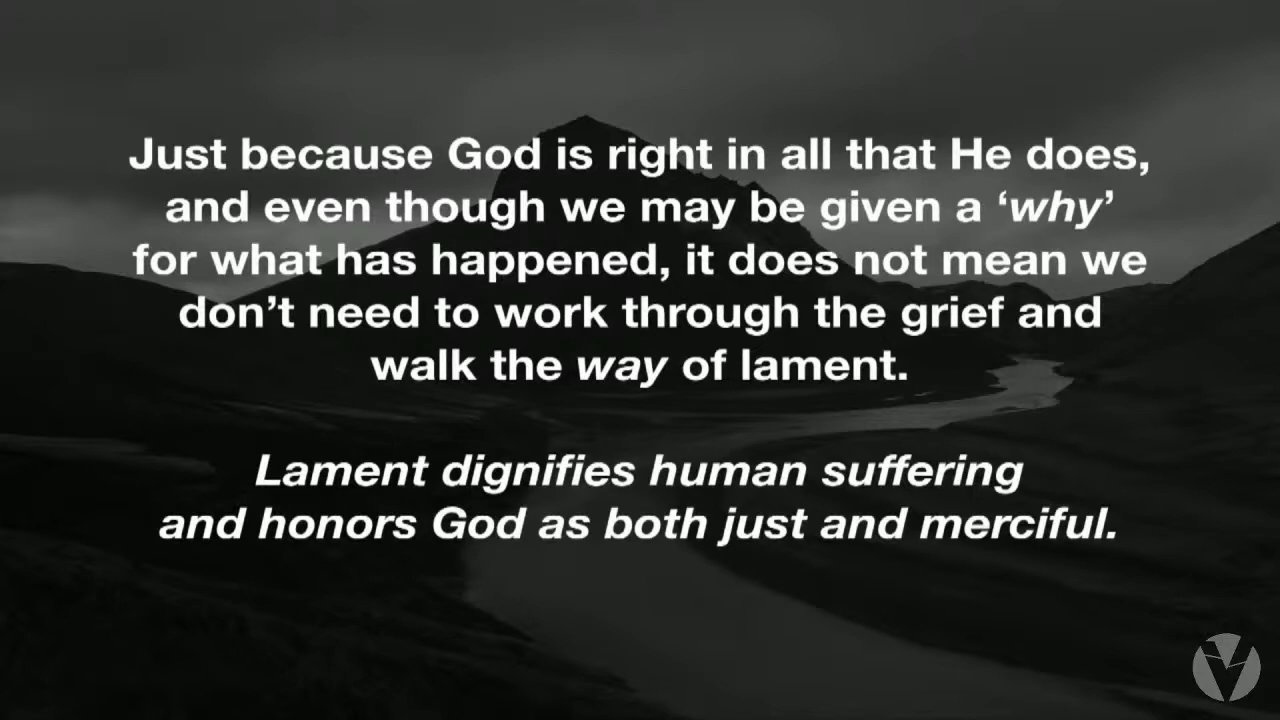 Just because God is right in all that He does,
and even though we may be given a ‘why’
for what has happened, it does not mean we
don’t need to work through the grief and
walk the way of lament.
Lament dignifies human suffering
and honors God as both just and merciful.